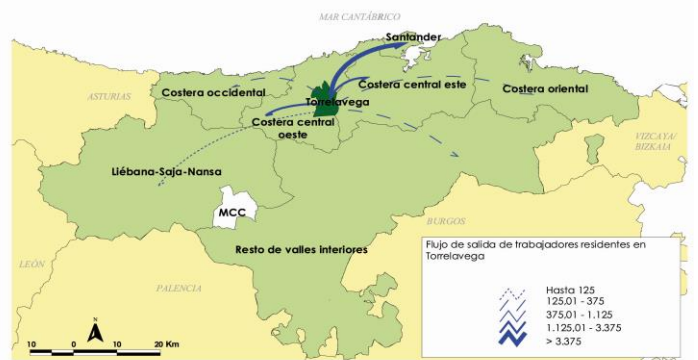 MAR CANTÁBRICO
Santander
ASTURIAS
Costera occidental
Torrelavega
Costera central este
Costera oriental
Costera central
oeste
VIZCAYA/
BIZKAIA
Liébana-Saja-Nansa
MCC
BURGOS
Resto de valles interiores
LEÓN
PALENCIA
Flujo de salida de trabajadores residentes en
Torrelavega
Hasta 125
125,01 - 375
375,01 - 1.125
1.125,01 - 3.375
> 3.375
N
10 0 10 20 Km